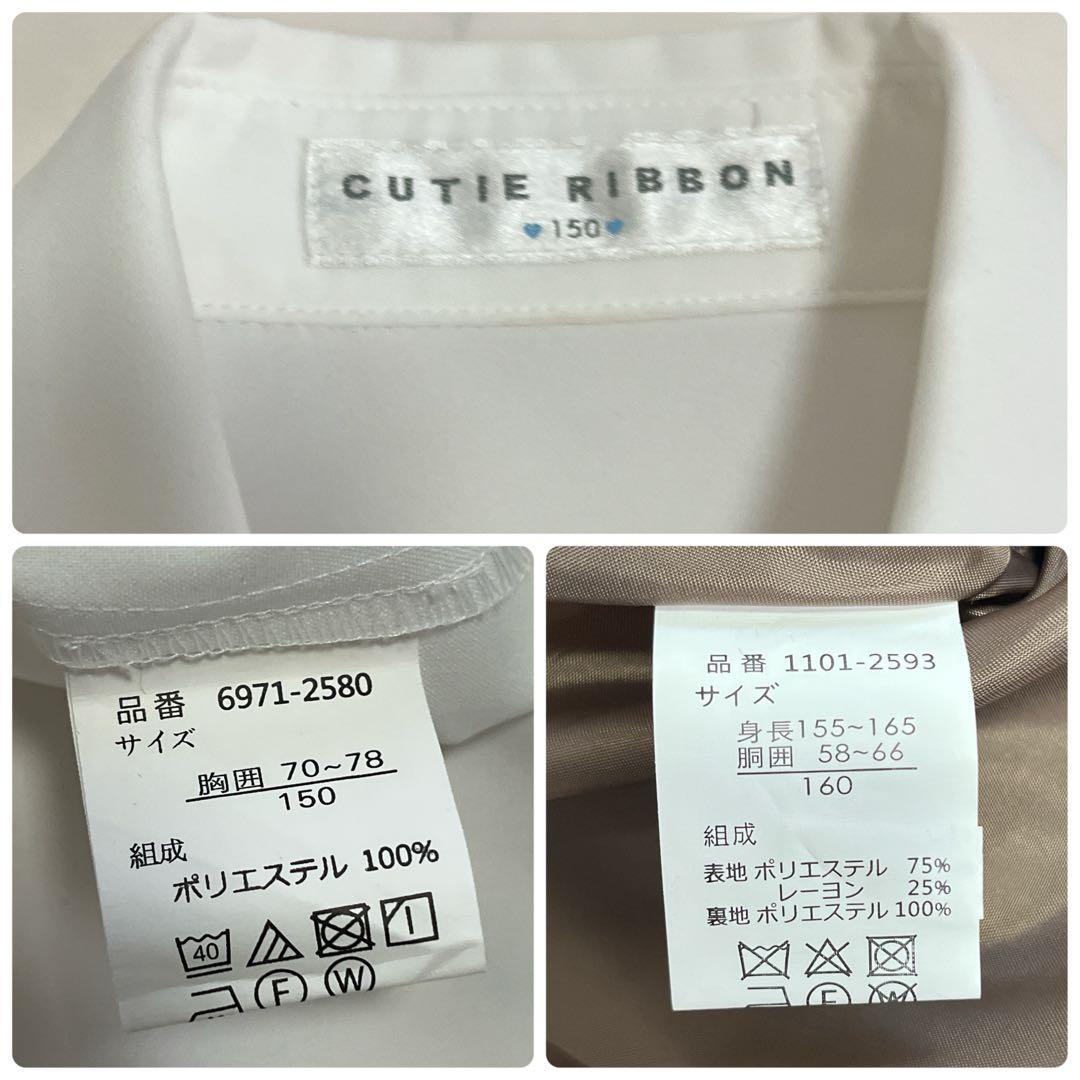 CUTIE RIBBON
150
品番 6971-2580
サイズ
胸囲 70~78
150
組成
ポリエステル 100%
40
F W
品番 1101-2593
サイズ
身長155~165
胴囲 58~66
160
組成
表地 ポリエステル 75%
レーヨン 25%
裏地 ポリエステル 100%
F W